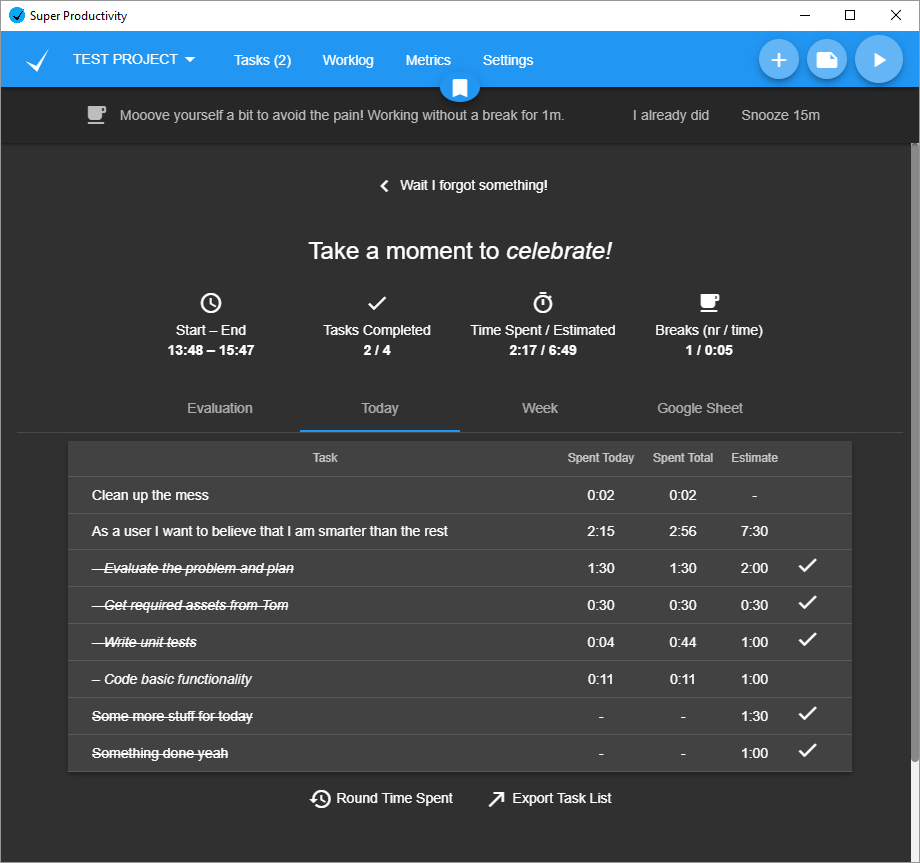 Super Productivity
TEST PROJECT Tasks (2) Worklog Metrics Settings
Mooove yourself a bit to avoid the pain! Working without a break for 1m. I already did Snooze 15m
Wait I forgot something!
Take a moment to celebrate!
Start – End Tasks Completed Time Spent / Estimated Breaks (nr / time)
13:48 – 15:47 2 / 4 2:17 / 6:49 1 / 0:05
Evaluation Today Week Google Sheet
Task Spent Today Spent Total Estimate
Clean up the mess 0:02 0:02 -
As a user I want to believe that I am smarter than the rest 2:15 2:56 7:30
– Evaluate the problem and plan 1:30 1:30 2:00
– Get required assets from Tom 0:30 0:30 0:30
– Write unit tests 0:04 0:44 1:00
– Code basic functionality 0:11 0:11 1:00
Some more stuff for today - - 1:30
Something done yeah - - 1:00
Round Time Spent Export Task List